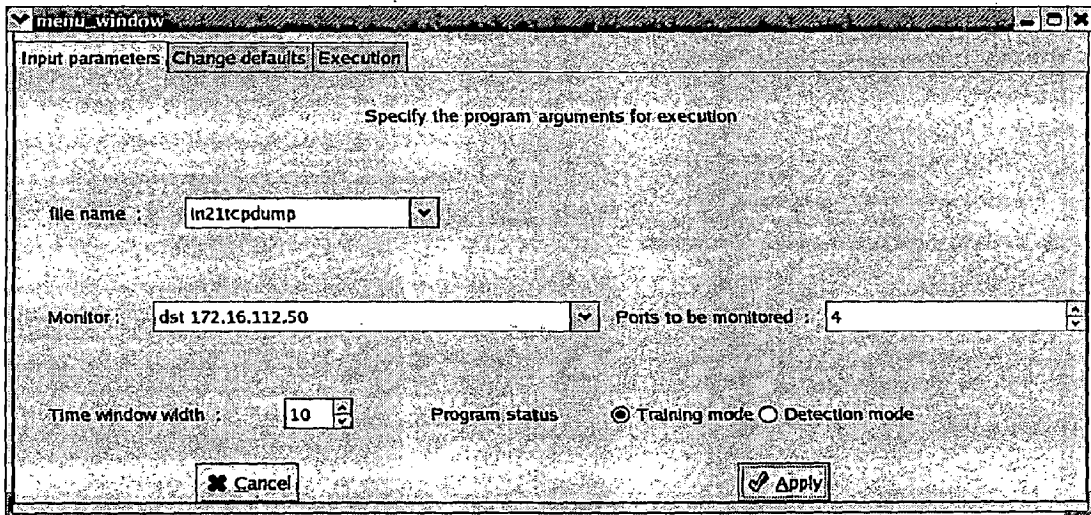 menu_window
Input parameters Change defaults Execution
Specify the program arguments for execution
file name : in21tcpdump
Monitor : dst 172.16.112.50 Ports to be monitored : 4
Time window width : 10 Program status Training mode Detection mode
Cancel Apply